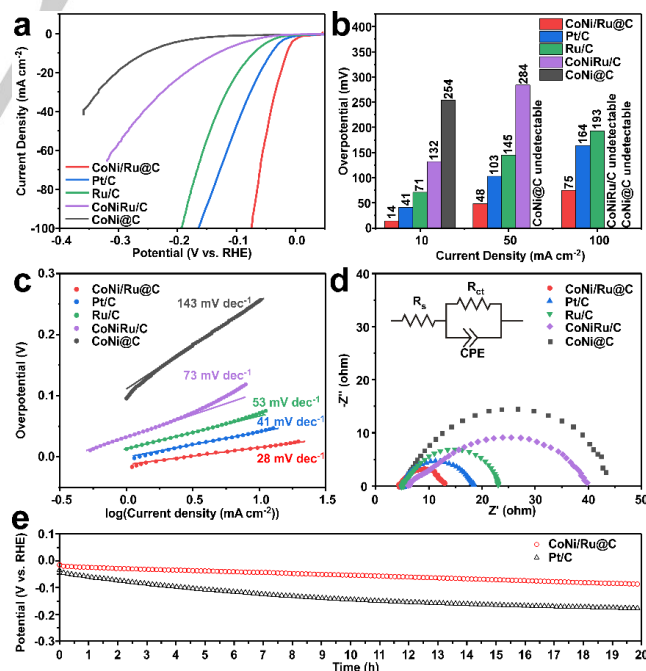 a
Current Density (mA cm⁻²)
0
-20
-40
-60
-80
-100
CoNi/Ru@C
Pt/C
Ru/C
CoNiRu/C
CoNi@C
-0.4 -0.3 -0.2 -0.1 0.0
Potential (V vs. RHE)
b
Overpotential (mV)
400
350
300
250
200
150
100
50
0
CoNi/Ru@C
Pt/C
Ru/C
CoNiRu/C
CoNi@C
14 41 71 132 254
48 103 145 284 CoNi@C undetectable
75 164 193 CoNiRu/C undetectable CoNi@C undetectable
10 50 100
Current Density (mA cm⁻²)
c
Overpotential (V)
0.3
0.2
0.1
0.0
CoNi/Ru@C
Pt/C
Ru/C
CoNiRu/C
CoNi@C
143 mV dec⁻¹
73 mV dec⁻¹
53 mV dec⁻¹
41 mV dec⁻¹
28 mV dec⁻¹
-0.5 0.0 0.5 1.0 1.5
log(Current density (mA cm⁻²))
d
-Z'' (ohm)
40
30
20
10
0
Rs
Rct
CPE
CoNi/Ru@C
Pt/C
Ru/C
CoNiRu/C
CoNi@C
0 10 20 30 40 50
Z' (ohm)
e
Potential (V vs. RHE)
0.1
0.0
-0.1
-0.2
-0.3
CoNi/Ru@C
Pt/C
0 1 2 3 4 5 6 7 8 9 10 11 12 13 14 15 16 17 18 19 20
Time (h)